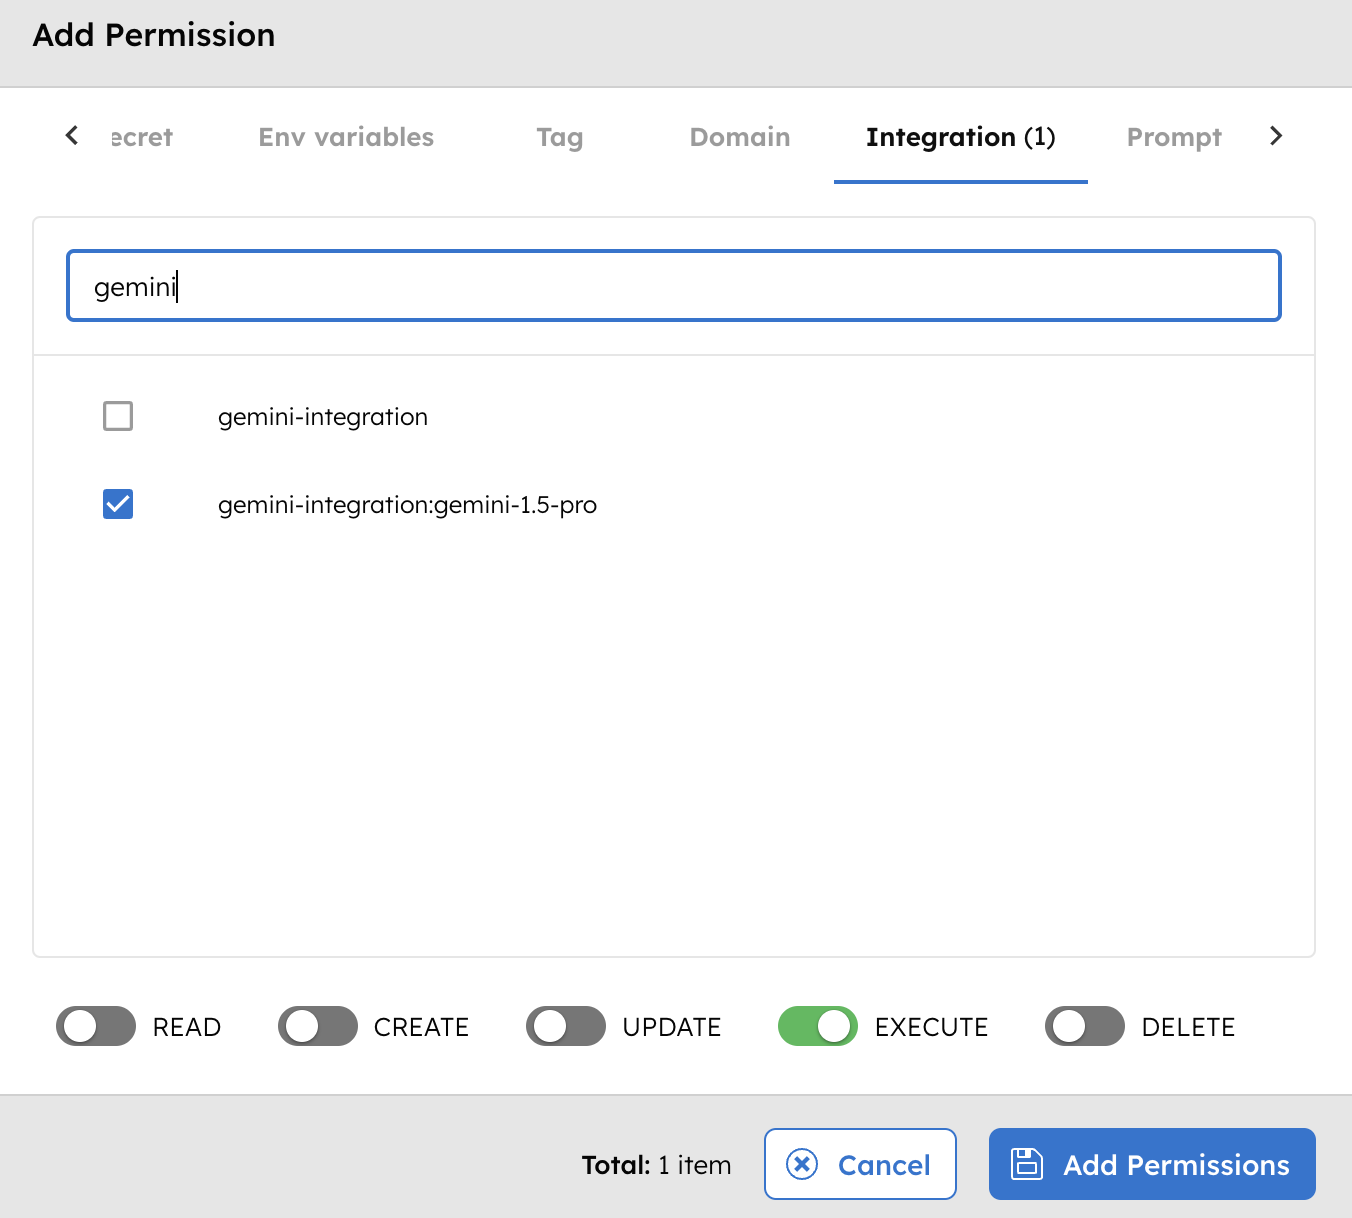 Add Permission
ecret Env variables Tag Domain Integration (1) Prompt
gemini
gemini-integration
gemini-integration:gemini-1.5-pro
READ CREATE UPDATE EXECUTE DELETE
Total: 1 item Cancel Add Permissions